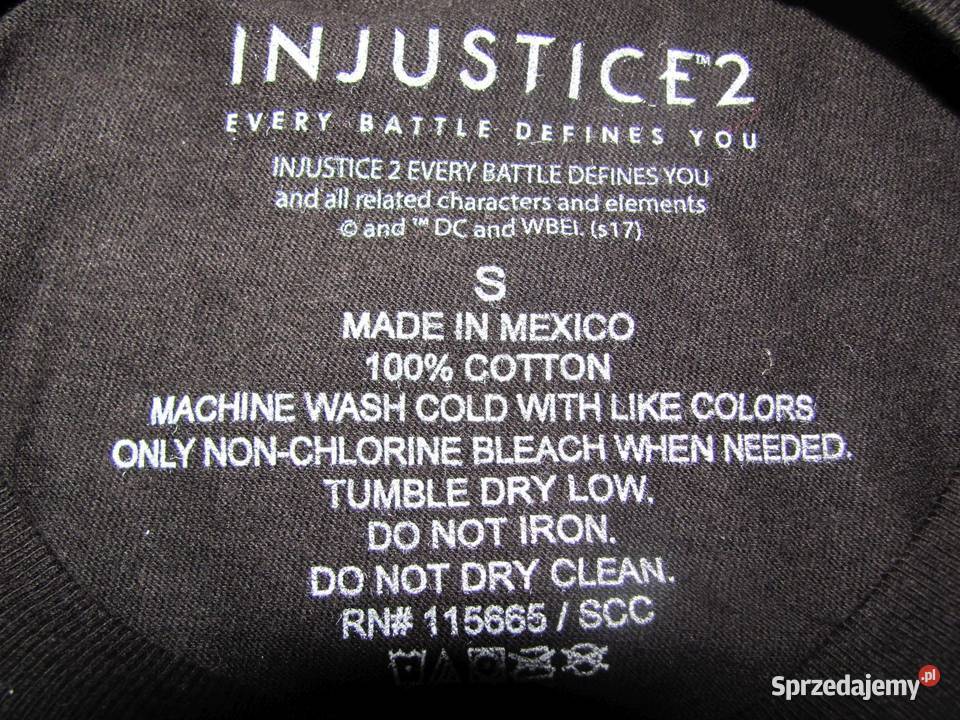 INJUSTICE™2
EVERY BATTLE DEFINES YOU
INJUSTICE 2 EVERY BATTLE DEFINES YOU
and all related characters and elements
© and ™ DC and WBEI. (s17)
S
MADE IN MEXICO
100% COTTON
MACHINE WASH COLD WITH LIKE COLORS
ONLY NON-CHLORINE BLEACH WHEN NEEDED.
TUMBLE DRY LOW.
DO NOT IRON.
DO NOT DRY CLEAN.
RN# 115665 / SCC
Sprzedajemy.pl